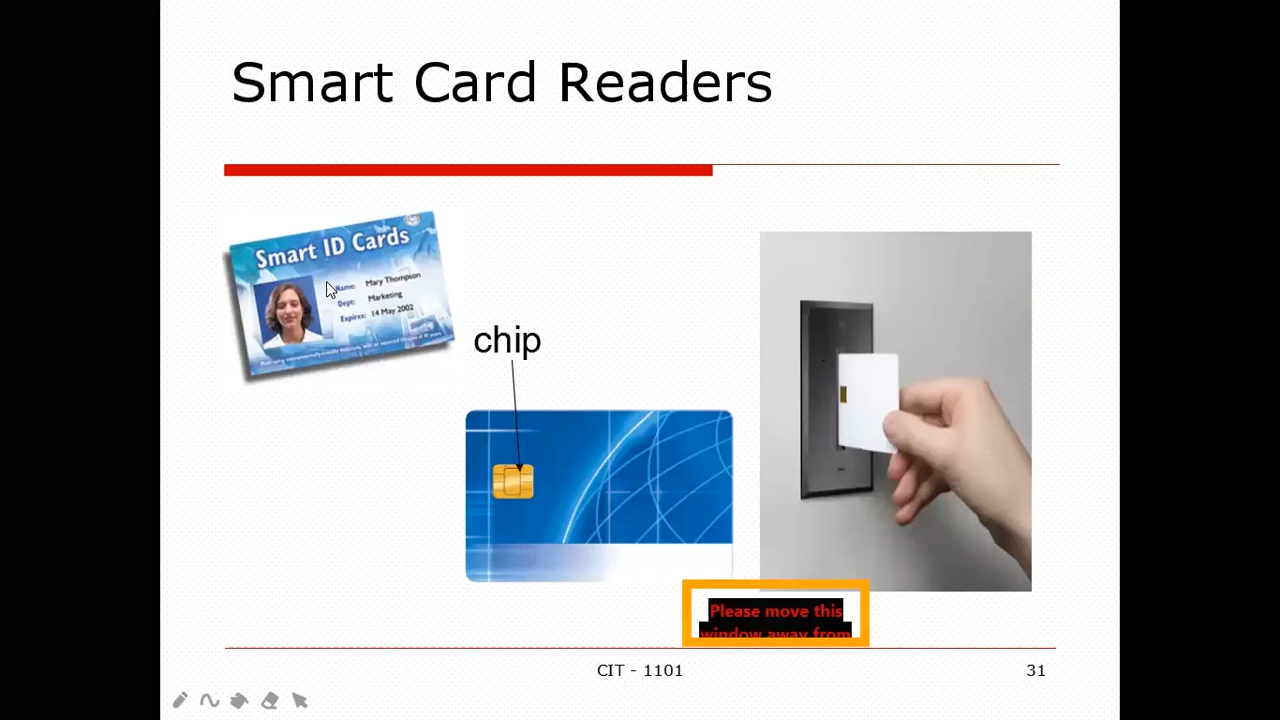 Smart Card Readers
Smart ID Cards
Name: Mary Thompson
Dept: Marketing
Expires: 14 May 2002
chip
Please move this
window away from
CIT - 1101
31